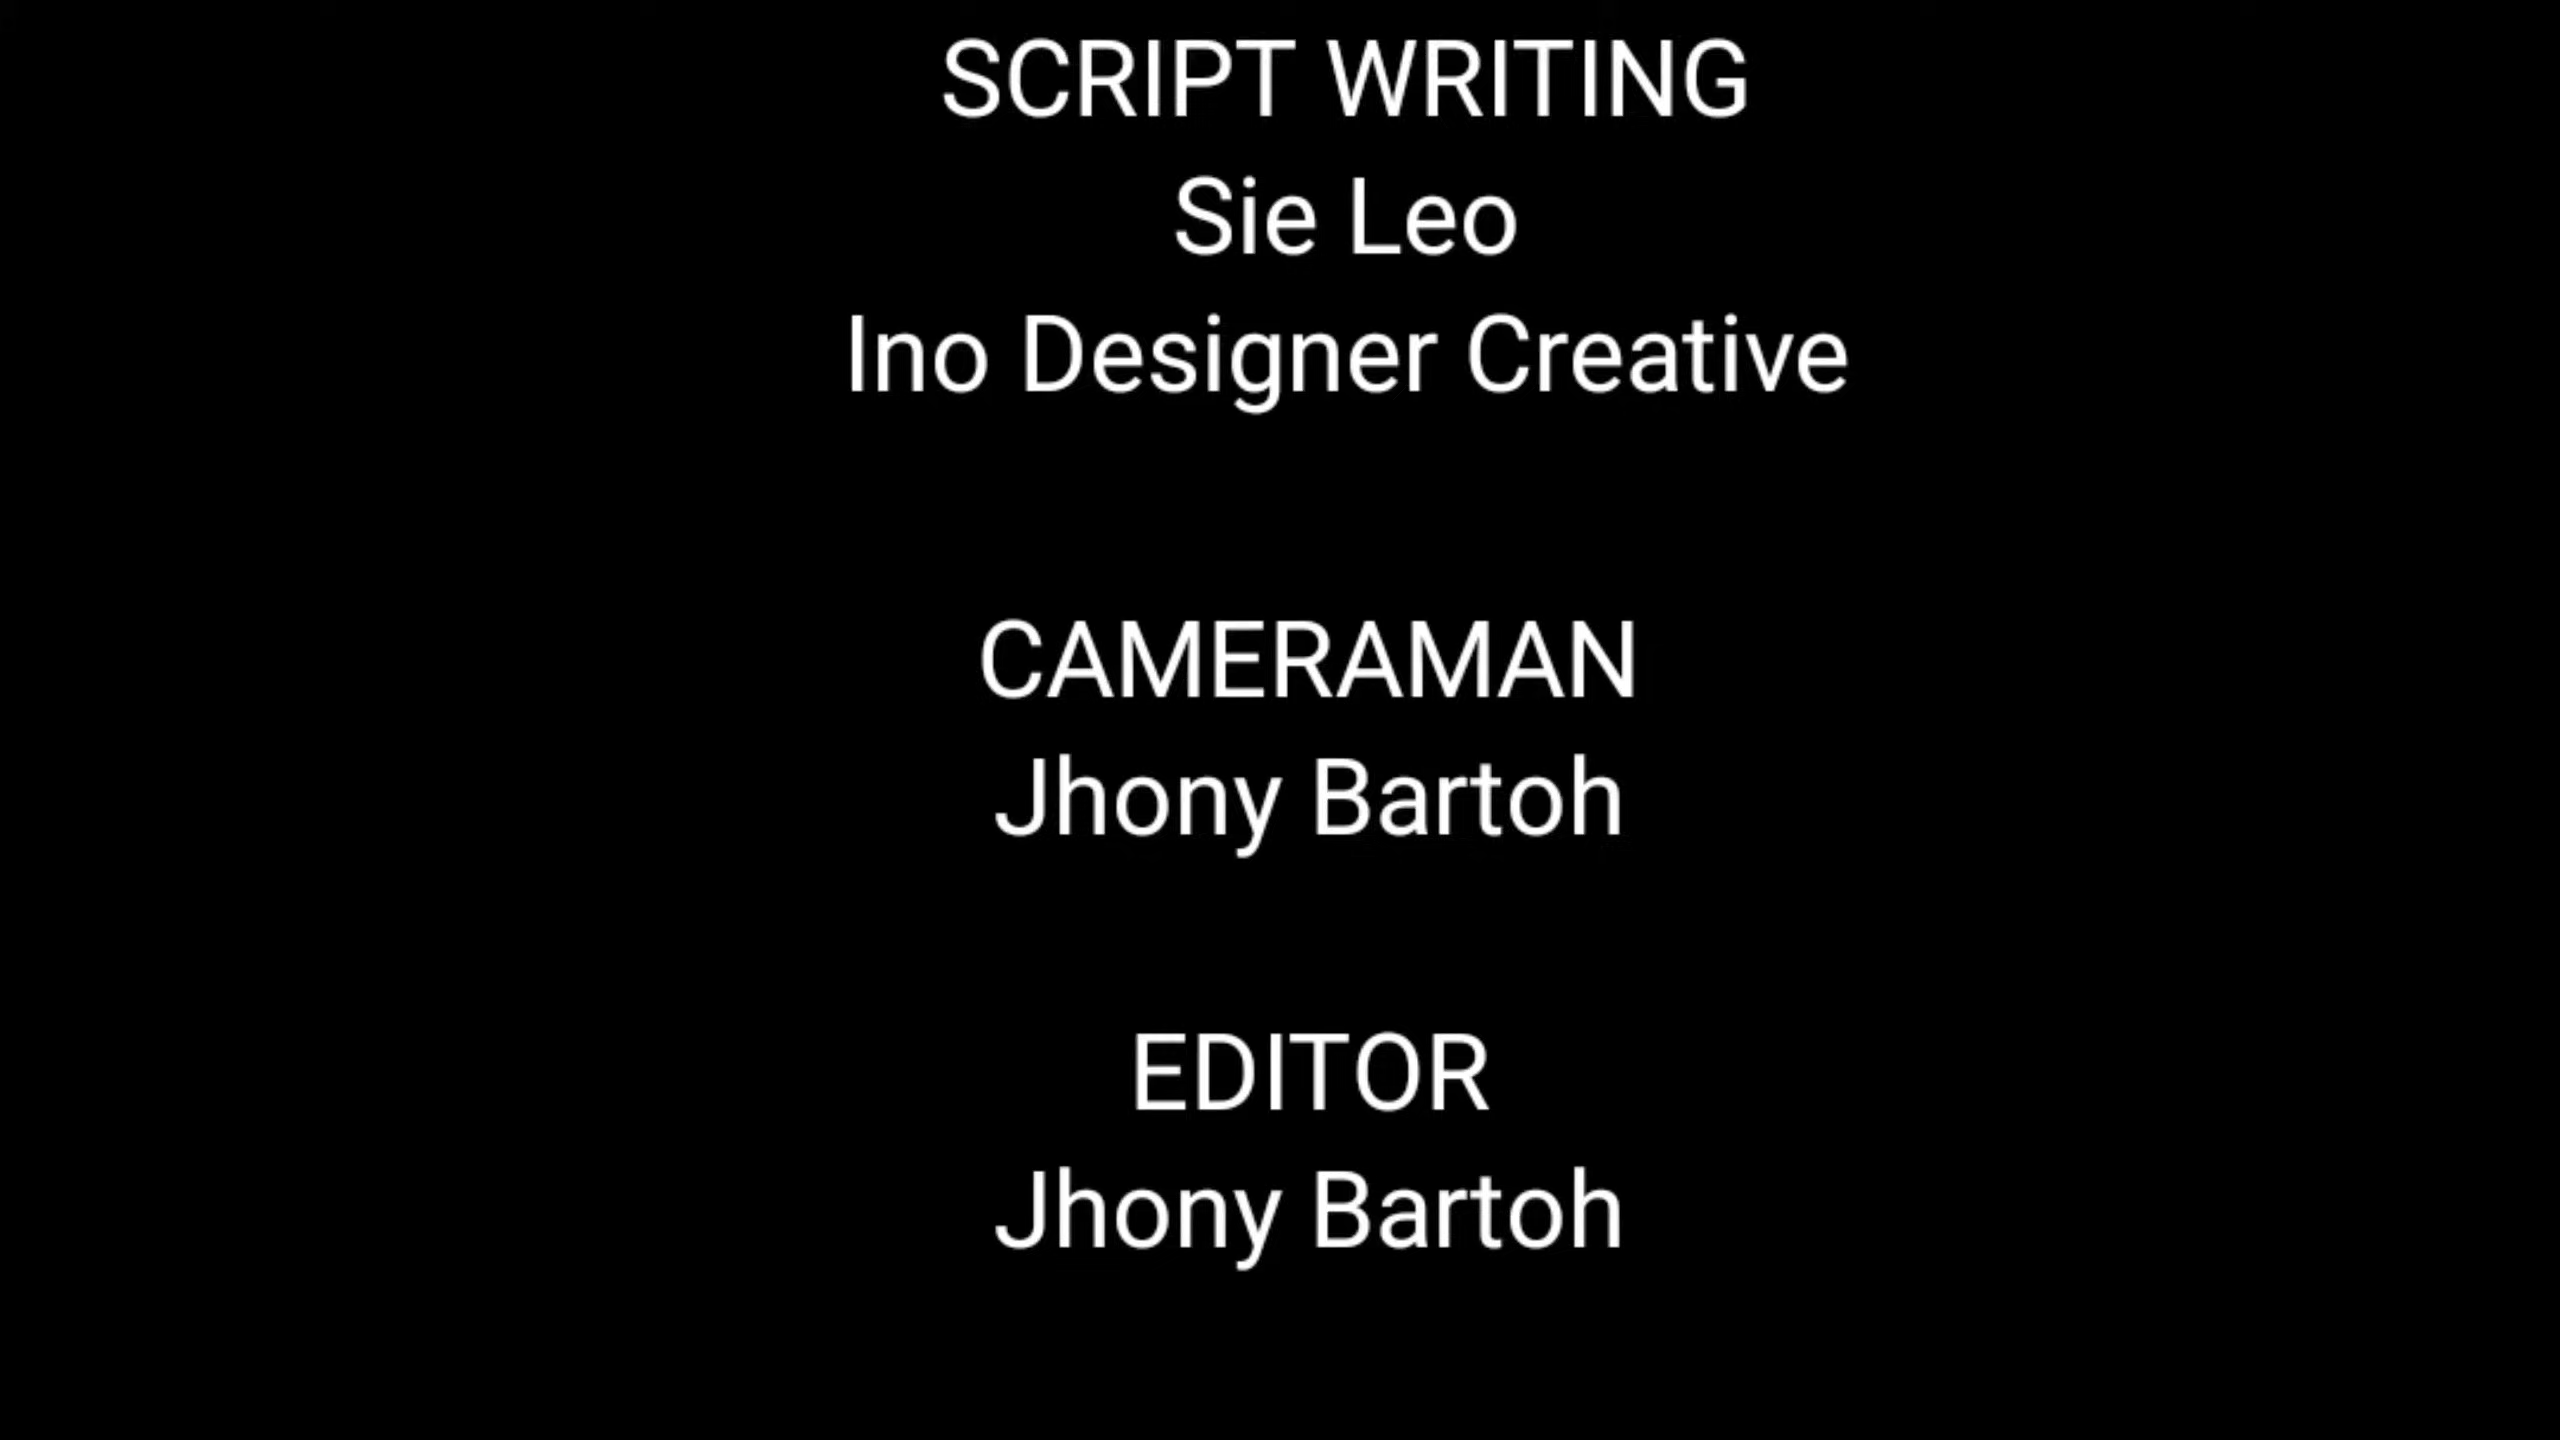 SCRIPT WRITING
Sie Leo
Ino Designer Creative
CAMERAMAN
Jhony Bartoh
EDITOR
Jhony Bartoh